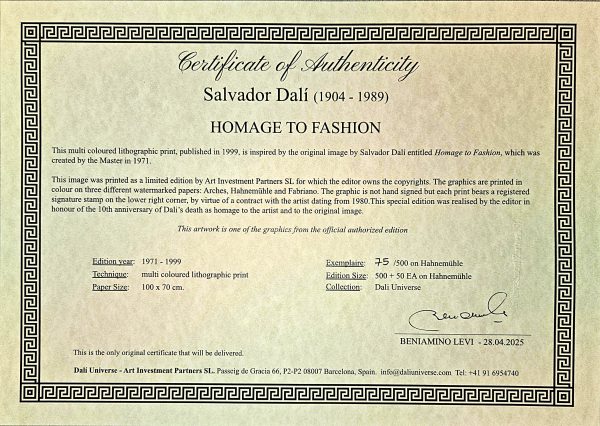 Certificate of Authenticity
Salvador Dalí (1904 - 1989)
HOMAGE TO FASHION
This multi coloured lithographic print, published in 1999, is inspired by the original image by Salvador Dalí entitled Homage to Fashion, which was
created by the Master in 1971.
This image was printed as a limited edition by Art Investment Partners SL for which the editor owns the copyrights. The graphics are printed in
colour on three different watermarked papers: Arches, Hahnemühle and Fabriano. The graphic is not hand signed but each print bears a registered
signature stamp on the lower right corner, by virtue of a contract with the artist dating from 1980.This special edition was realised by the editor in
honour of the 10th anniversary of Dalí's death as homage to the artist and to the original image.
This artwork is one of the graphics from the official authorized edition
Edition year: 1971 - 1999
Technique: multi coloured lithographic print
Paper Size: 100 x 70 cm.
Exemplaire: 75 /500 on Hahnemühle
Edition Size: 500 + 50 EA on Hahnemühle
Collection: Dalí Universe
BENIAMINO LEVI - 28.04.2025
This is the only original certificate that will be delivered.
Dalí Universe - Art Investment Partners SL. Passeig de Gracia 66, P2-P2 08007 Barcelona, Spain. info@daliuniverse.com Tel: +41 91 6954740